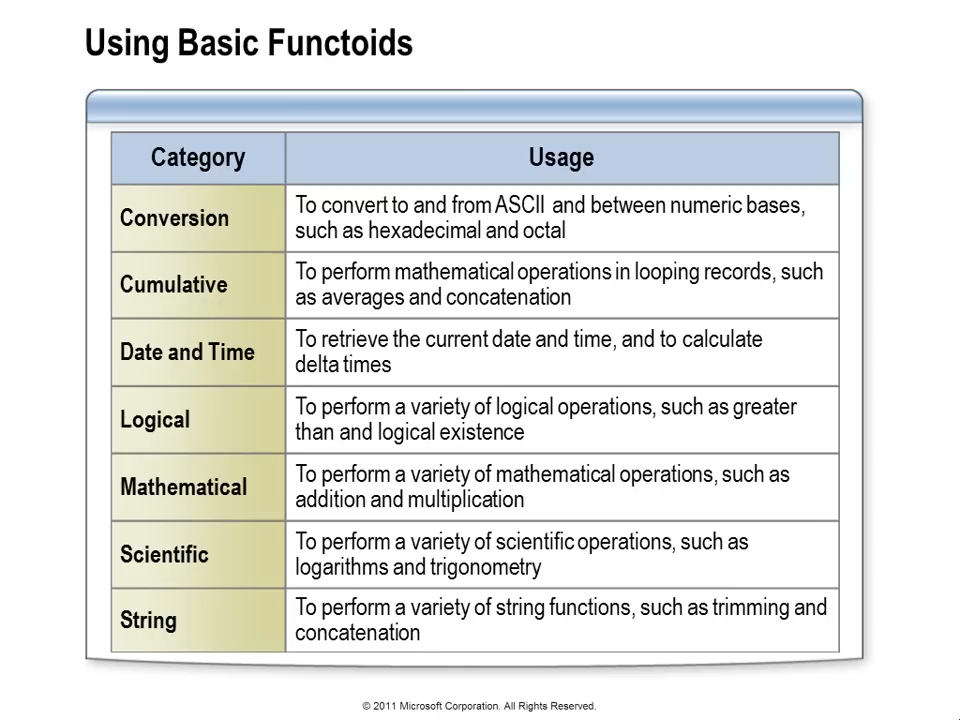 Using Basic Functoids
Category
Usage
Conversion
To convert to and from ASCII and between numeric bases,
such as hexadecimal and octal
Cumulative
To perform mathematical operations in looping records, such
as averages and concatenation
Date and Time
To retrieve the current date and time, and to calculate
delta times
Logical
To perform a variety of logical operations, such as greater
than and logical existence
Mathematical
To perform a variety of mathematical operations, such as
addition and multiplication
Scientific
To perform a variety of scientific operations, such as
logarithms and trigonometry
String
To perform a variety of string functions, such as trimming and
concatenation
© 2011 Microsoft Corporation. All Rights Reserved.